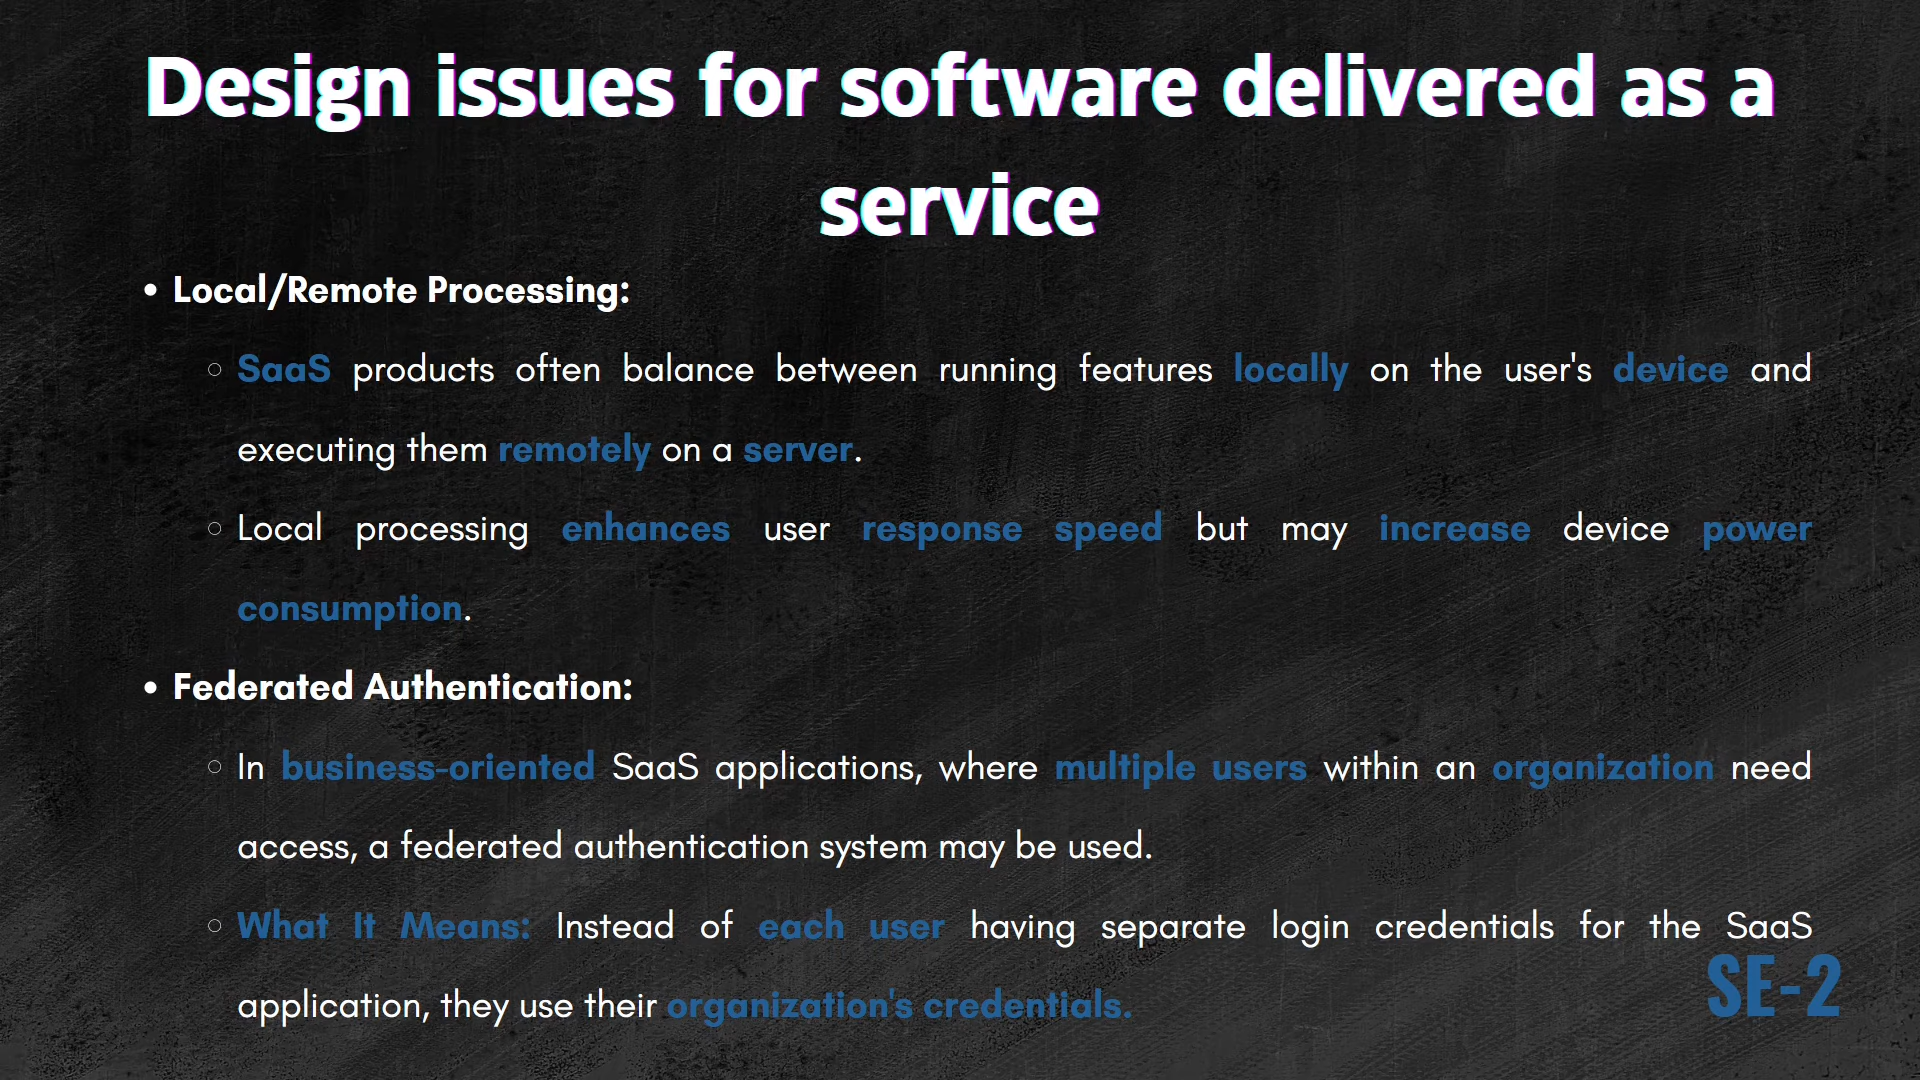 Design issues for software delivered as a
service
• Local/Remote Processing:
○ SaaS products often balance between running features locally on the user's device and
executing them remotely on a server.
○ Local processing enhances user response speed but may increase device power
consumption.
• Federated Authentication:
○ In business-oriented SaaS applications, where multiple users within an organization need
access, a federated authentication system may be used.
○ What It Means: Instead of each user having separate login credentials for the SaaS
application, they use their organization's credentials.
SE-2